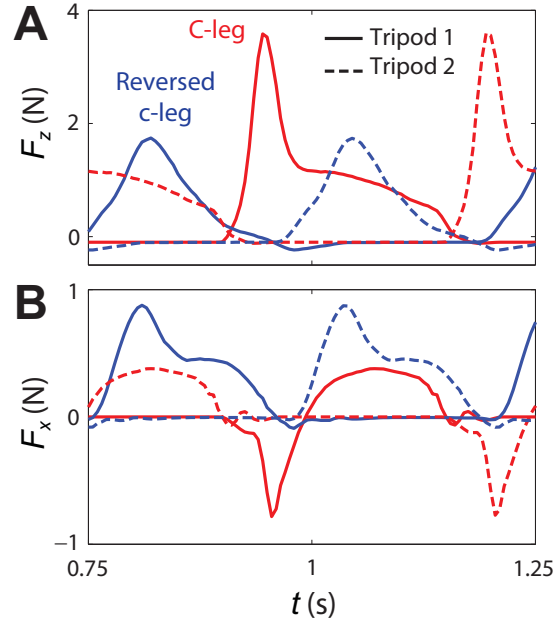 A
C-leg
Tripod 1
Tripod 2
Reversed
c-leg
F_z (N)
4
2
0
B
F_x (N)
1
0
−1
0.75
1
1.25
t (s)